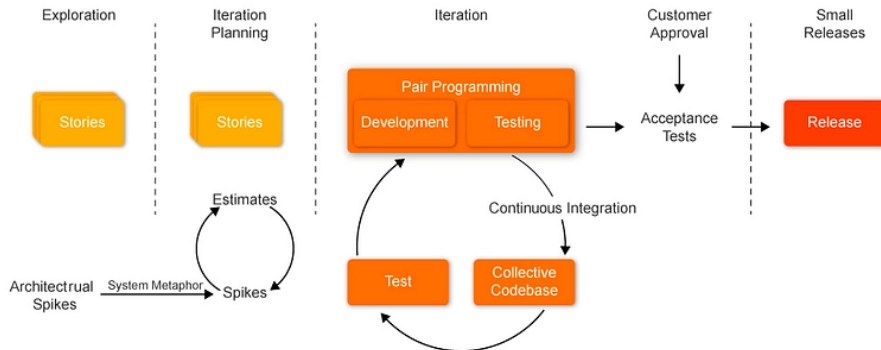 Exploration
Iteration
Planning
Iteration
Customer
Approval
Small
Releases
Stories
Stories
Pair Programming
Development
Testing
Acceptance
Tests
Release
Estimates
Continuous Integration
Architectrual
Spikes
System Metaphor
Spikes
Test
Collective
Codebase